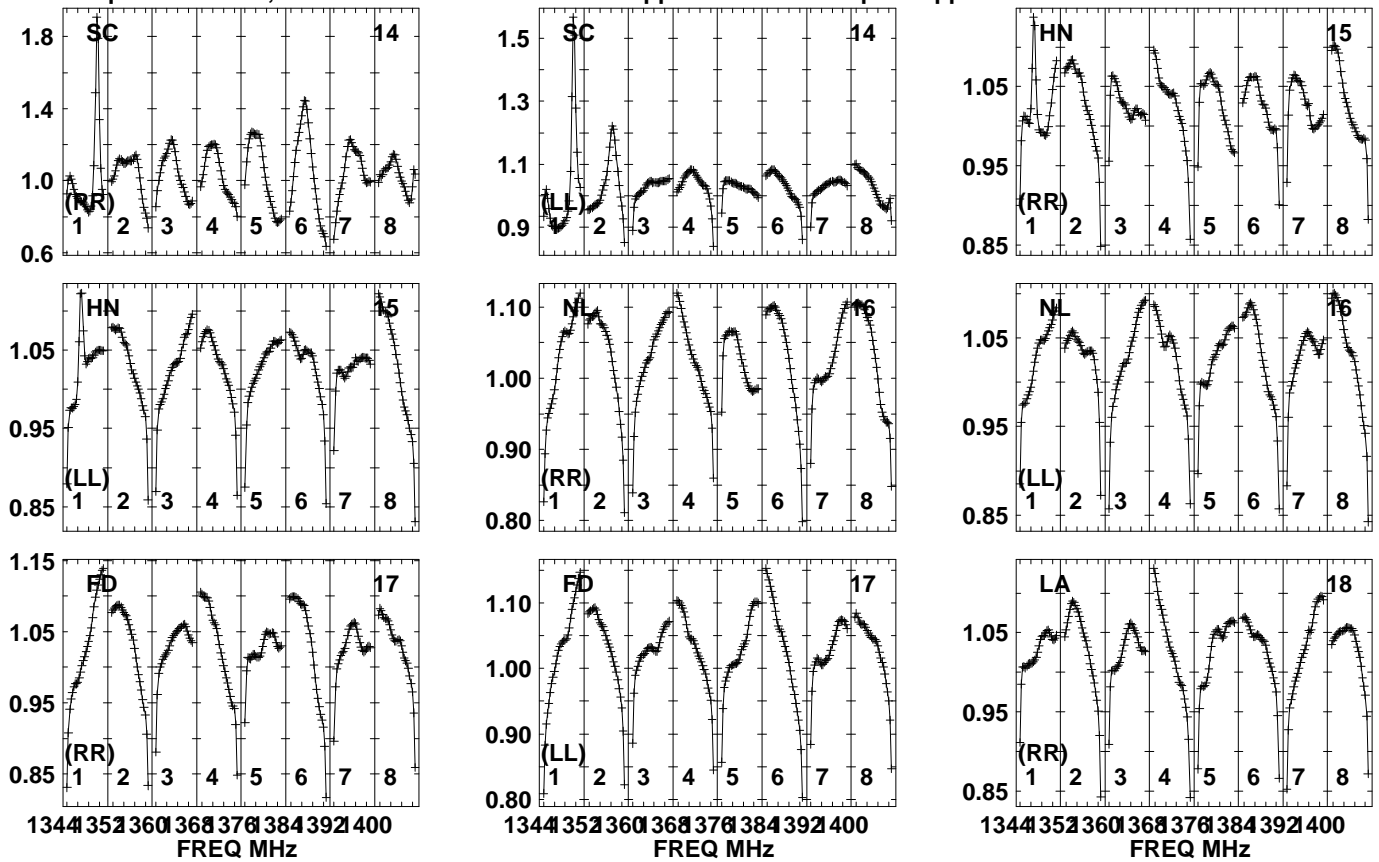 SC 14
1.8
1.4
1.0
0.6
(RR)
1 2 3 4 5 6 7 8
SC 14
1.5
1.3
1.1
0.9
(LL)
1 2 3 4 5 6 7 8
HN 15
1.05
0.95
0.85
(RR)
1 2 3 4 5 6 7 8
HN 15
1.05
0.95
0.85
(LL)
1 2 3 4 5 6 7 8
NL 16
1.10
1.00
0.90
0.80
(RR)
1 2 3 4 5 6 7 8
NL 16
1.05
0.95
0.85
(LL)
1 2 3 4 5 6 7 8
FD 17
1.15
1.05
0.95
0.85
(RR)
1 2 3 4 5 6 7 8
1344 1352 1360 1368 1376 1384 1392 1400
FREQ MHz
FD 17
1.10
1.00
0.90
0.80
(LL)
1 2 3 4 5 6 7 8
1344 1352 1360 1368 1376 1384 1392 1400
FREQ MHz
LA 18
1.05
0.95
0.85
(RR)
1 2 3 4 5 6 7 8
1344 1352 1360 1368 1376 1384 1392 1400
FREQ MHz